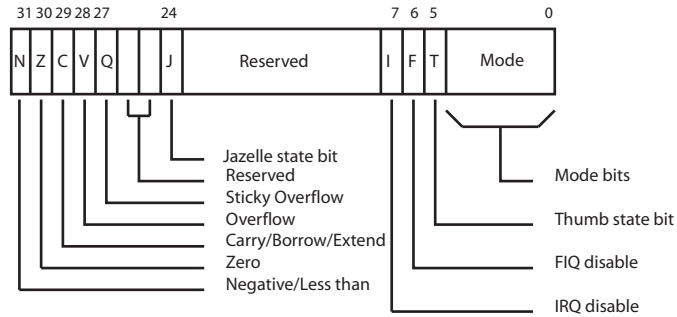 31 30 29 28 27 24 7 6 5 0
N Z C V Q J Reserved I F T Mode
Jazelle state bit
Reserved Mode bits
Sticky Overflow
Overflow Thumb state bit
Carry/Borrow/Extend
Zero FIQ disable
Negative/Less than
IRQ disable